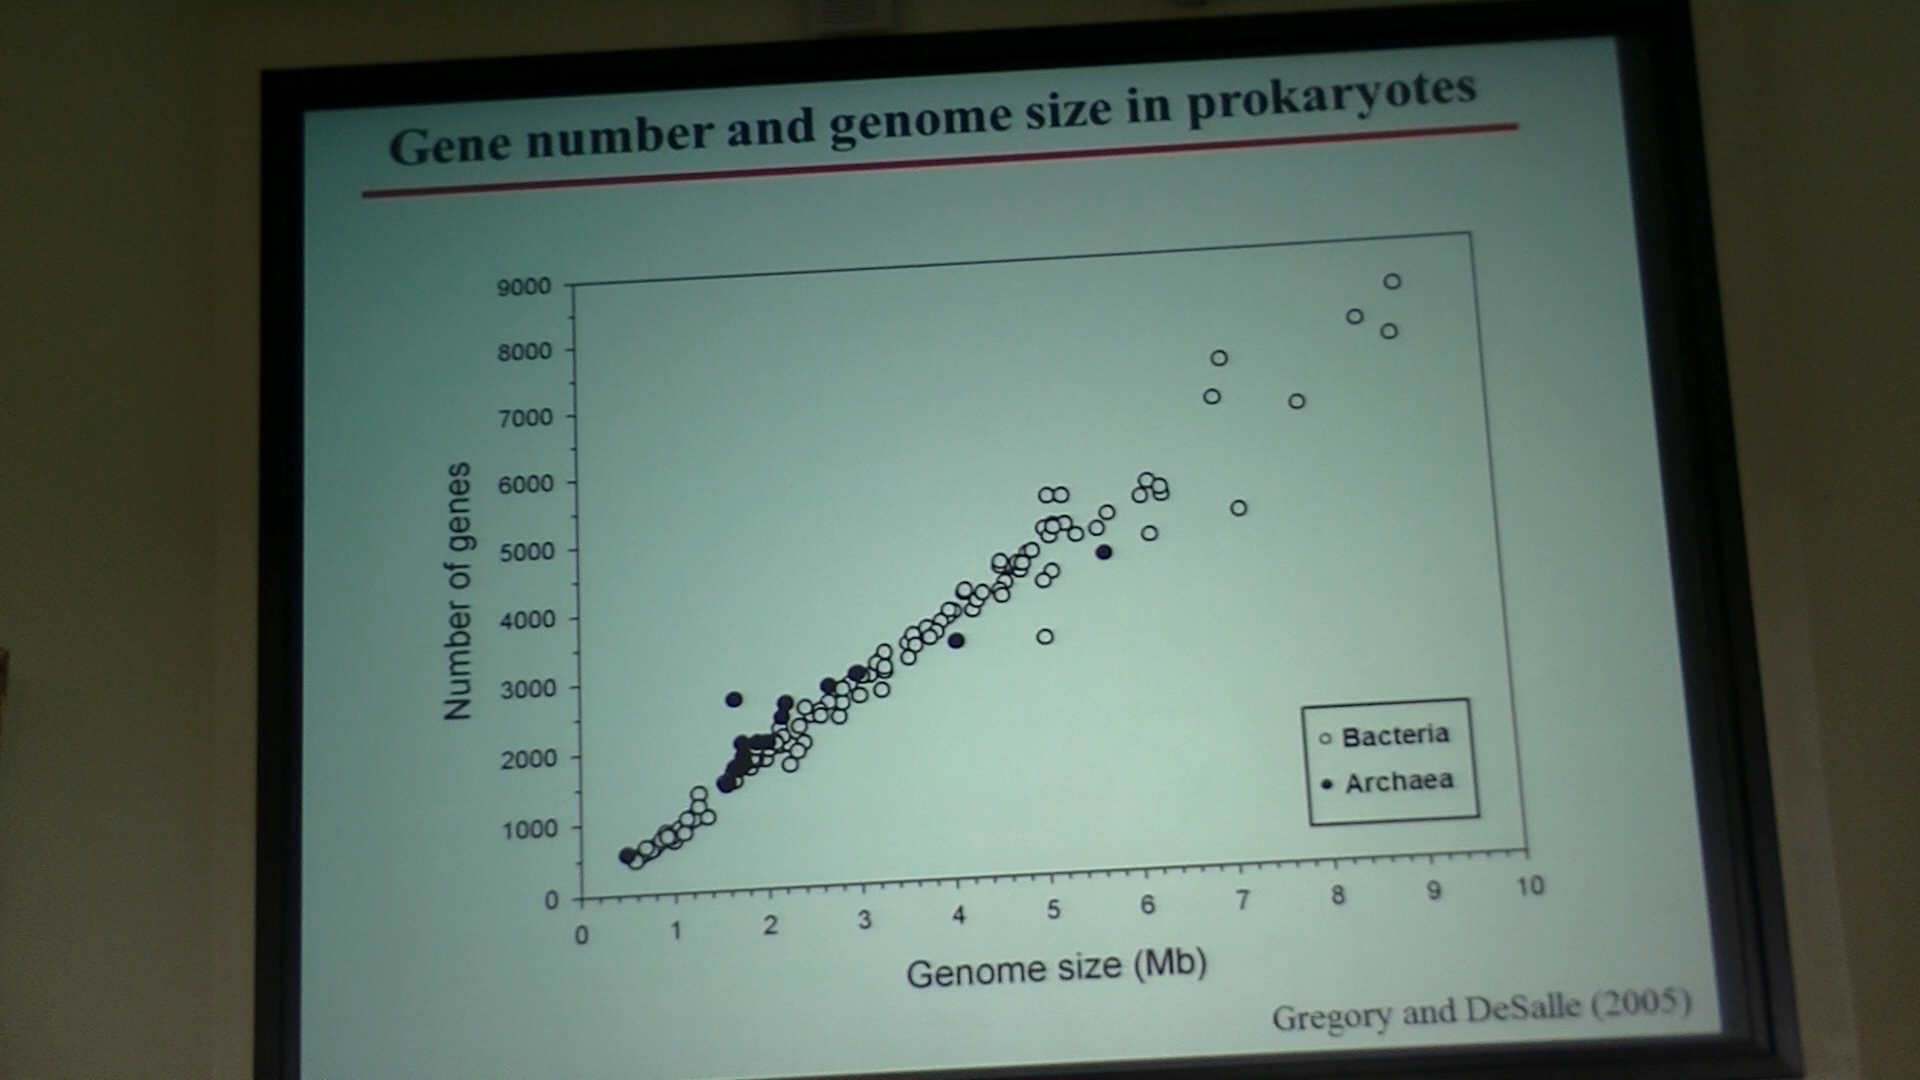 Gene number and genome size in prokaryotes
9000
8000
7000
6000
5000
4000
3000
2000
1000
0
Number of genes
Bacteria
Archaea
0 1 2 3 4 5 6 7 8 9 10
Genome size (Mb)
Gregory and DeSalle (2005)